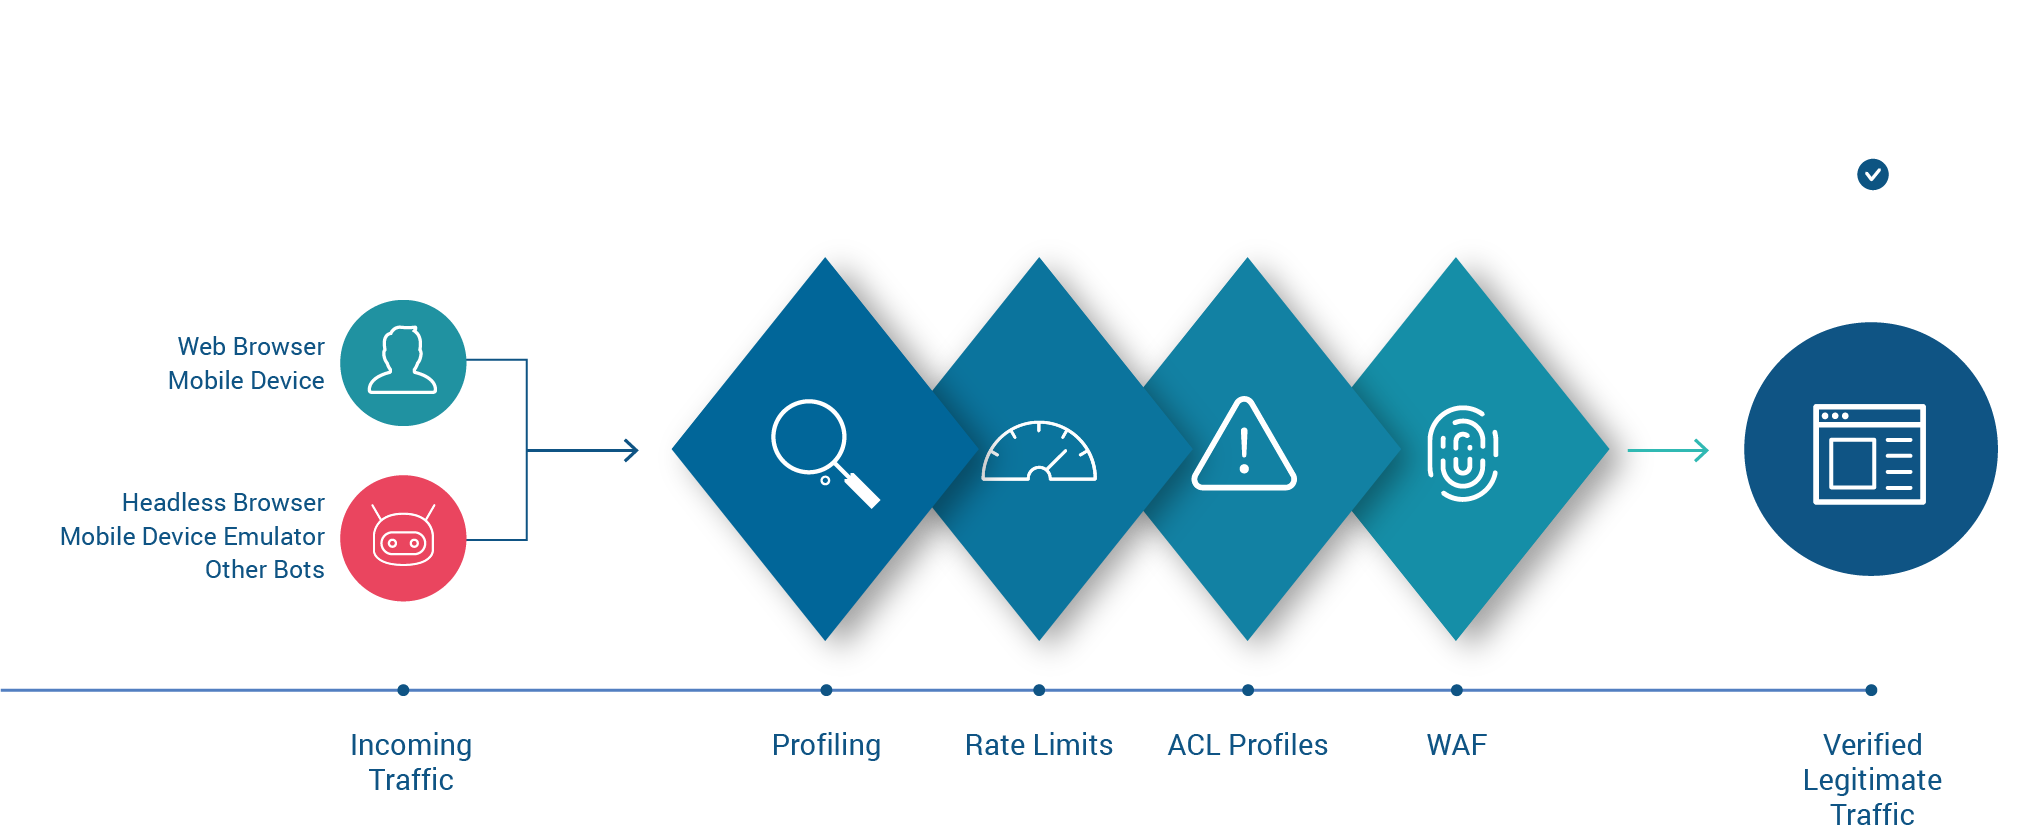 Web Browser
Mobile Device
Headless Browser
Mobile Device Emulator
Other Bots
Incoming
Traffic
Profiling
Rate Limits
ACL Profiles
WAF
Verified
Legitimate
Traffic